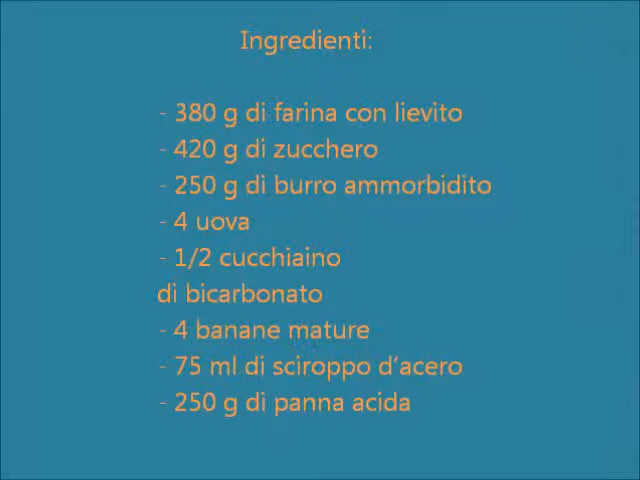 Ingredienti:
- 380 g di farina con lievito
- 420 g di zucchero
- 250 g di burro ammorbidito
- 4 uova
- 1/2 cucchiaino
di bicarbonato
- 4 banane mature
- 75 ml di sciroppo d'acero
- 250 g di panna acida